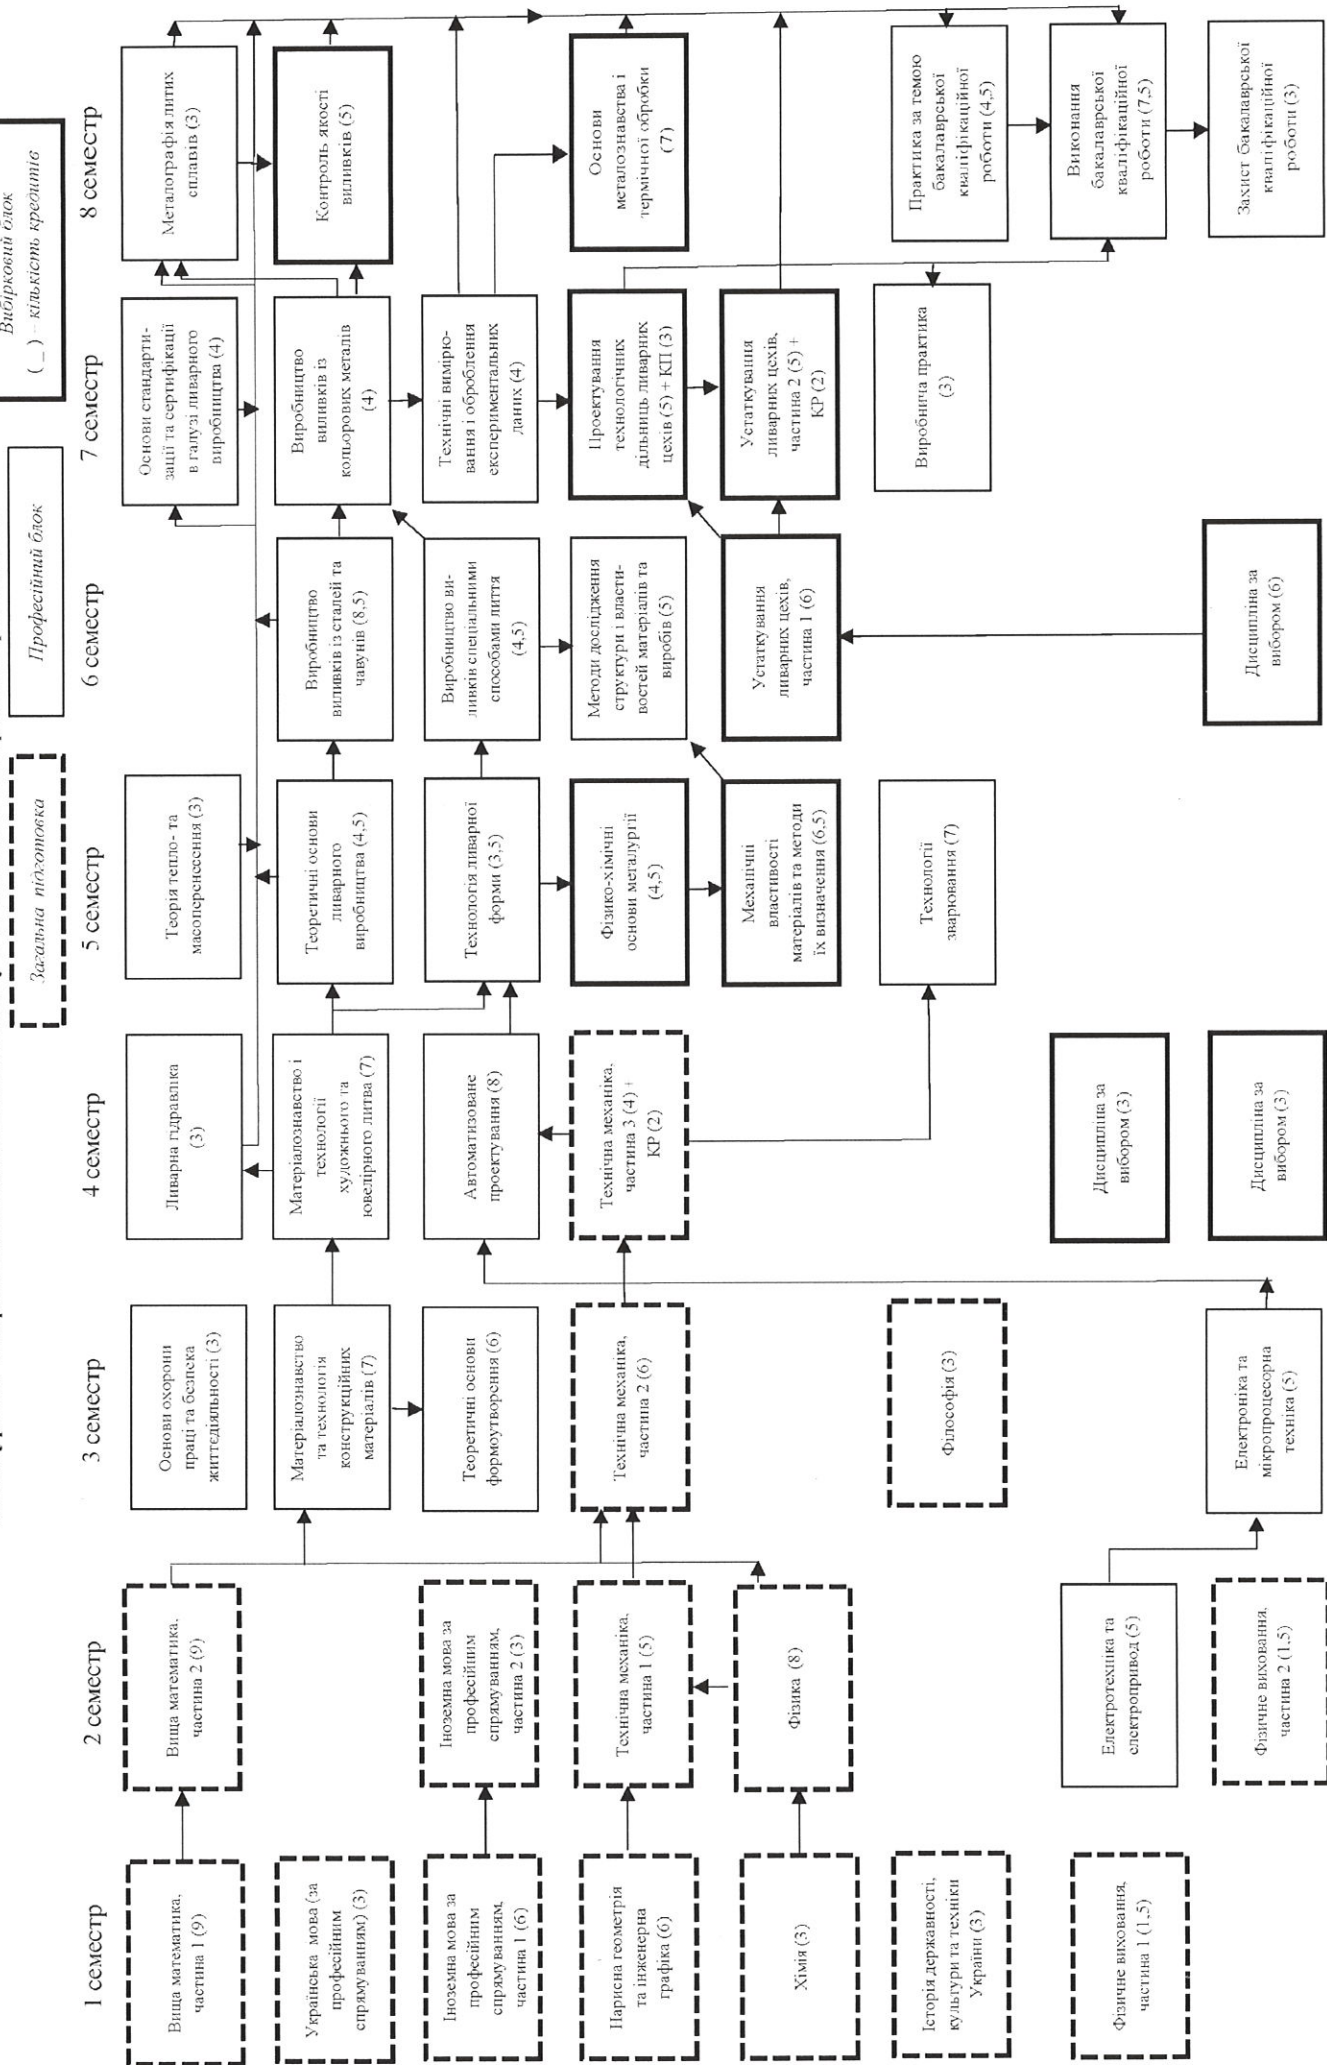 Загальна підготовка
Професійний блок
Вибірковий блок
( _ ) – кількість кредитів
1 семестр
2 семестр
3 семестр
4 семестр
5 семестр
6 семестр
7 семестр
8 семестр
Вища математика,
частина 1 (9)
Українська мова (за
професійним
спрямуванням) (3)
Іноземна мова за
професійним
спрямуванням,
частина 1 (6)
Нарисна геометрія
та інженерна
графіка (6)
Хімія (3)
Історія державності,
культури та техніки
України (3)
Фізичне виховання,
частина 1 (1,5)
Вища математика,
частина 2 (9)
Іноземна мова за
професійним
спрямуванням,
частина 2 (3)
Технічна механіка,
частина 1 (5)
Фізика (8)
Електротехніка та
електропривод (5)
Фізичне виховання,
частина 2 (1,5)
Основи охорони
праці та безпека
життєдіяльності (3)
Матеріалознавство
та технологія
конструкційних
матеріалів (7)
Теоретичні основи
формоутворення (6)
Технічна механіка,
частина 2 (6)
Філософія (3)
Електроніка та
мікропроцесорна
техніка (5)
Ливарна гідравліка
(3)
Матеріалознавство і
технології
художнього та
ювелірного литва (7)
Автоматизоване
проектування (8)
Технічна механіка,
частина 3 (4) +
КР (2)
Дисципліна за
вибором (3)
Дисципліна за
вибором (3)
Теорія тепло- та
масоперенесення (3)
Теоретичні основи
ливарного
виробництва (4,5)
Технологія ливарної
форми (3,5)
Фізико-хімічні
основи металургії
(4,5)
Механічні
властивості
матеріалів та методи
їх визначення (6,5)
Технології
зварювання (7)
Виробництво
виливків із сталей та
чавунів (8,5)
Виробництво ви-
ливків спеціальними
способами лиття
(4,5)
Методи дослідження
структури і власти-
востей матеріалів та
виробів (5)
Устаткування
ливарних цехів,
частина 1 (6)
Дисципліна за
вибором (6)
Основи стандарти-
зації та сертифікації
в галузі ливарного
виробництва (4)
Виробництво
виливків із
кольорових металів
(4)
Технічні вимірю-
вання і оброблення
експериментальних
даних (4)
Проектування
технологічних
дільниць ливарних
цехів (5) + КП (3)
Устаткування
ливарних цехів,
частина 2 (5) +
КР (2)
Виробнича практика
(3)
Металографія литих
сплавів (3)
Контроль якості
виливків (5)
Основи
металознавства і
термічної обробки
(7)
Практика за темою
бакалаврської
кваліфікаційної
роботи (4,5)
Виконання
бакалаврської
кваліфікаційної
роботи (7,5)
Захист бакалаврської
кваліфікаційної
роботи (3)